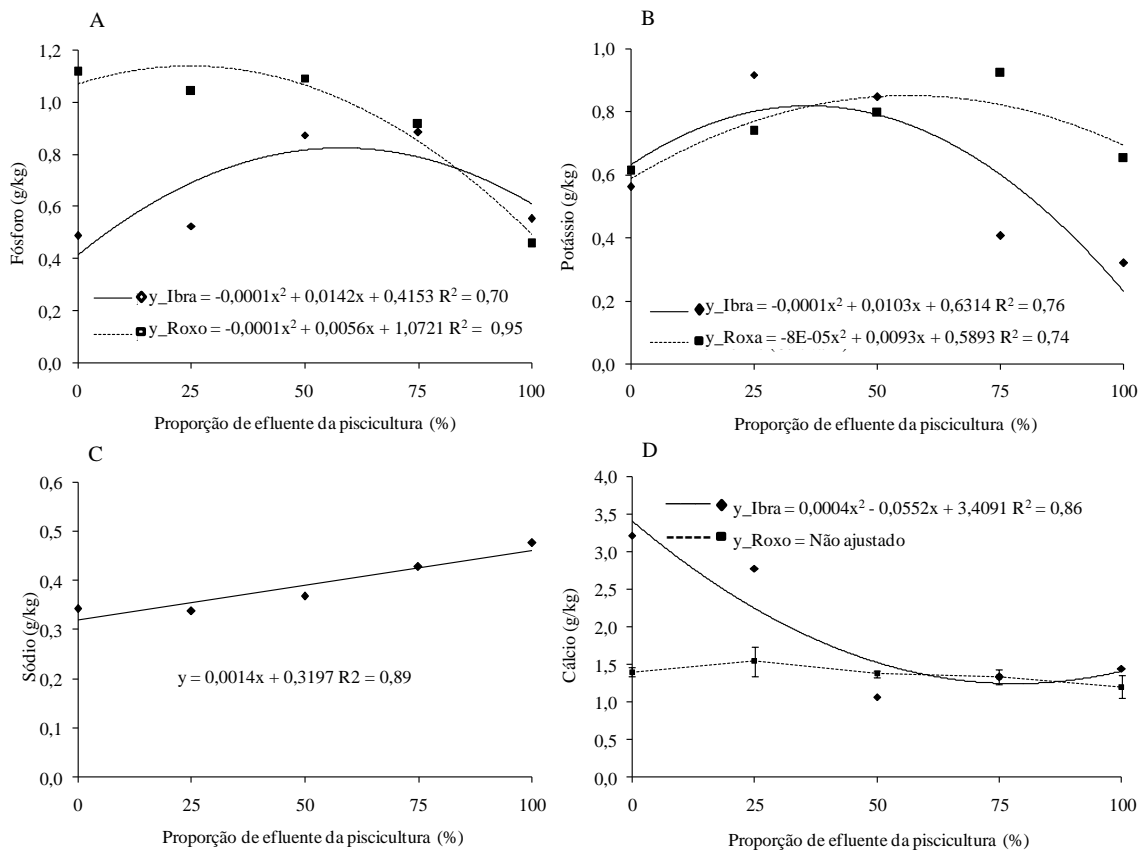 A
1,2
1,0
0,8
0,6
0,4
0,2
0,0
Fósforo (g/kg)
y_Ibra = -0,0001x² + 0,0142x + 0,4153 R² = 0,70
y_Roxo = -0,0001x² + 0,0056x + 1,0721 R² = 0,95
0 25 50 75 100
Proporção de efluente da piscicultura (%)
B
1,0
0,8
0,6
0,4
0,2
0,0
Potássio (g/kg)
y_Ibra = -0,0001x² + 0,0103x + 0,6314 R² = 0,76
y_Roxa = -8E-05x² + 0,0093x + 0,5893 R² = 0,74
0 25 50 75 100
Proporção de efluente da piscicultura (%)
C
0,6
0,5
0,4
0,3
0,2
0,1
0,0
Sódio (g/kg)
y = 0,0014x + 0,3197 R2 = 0,89
0 25 50 75 100
Proporção de efluente da piscicultura (%)
D
4,0
3,5
3,0
2,5
2,0
1,5
1,0
0,5
0,0
Cálcio (g/kg)
y_Ibra = 0,0004x² - 0,0552x + 3,4091 R² = 0,86
y_Roxo = Não ajustado
0 25 50 75 100
Proporção de efluente da piscicultura (%)